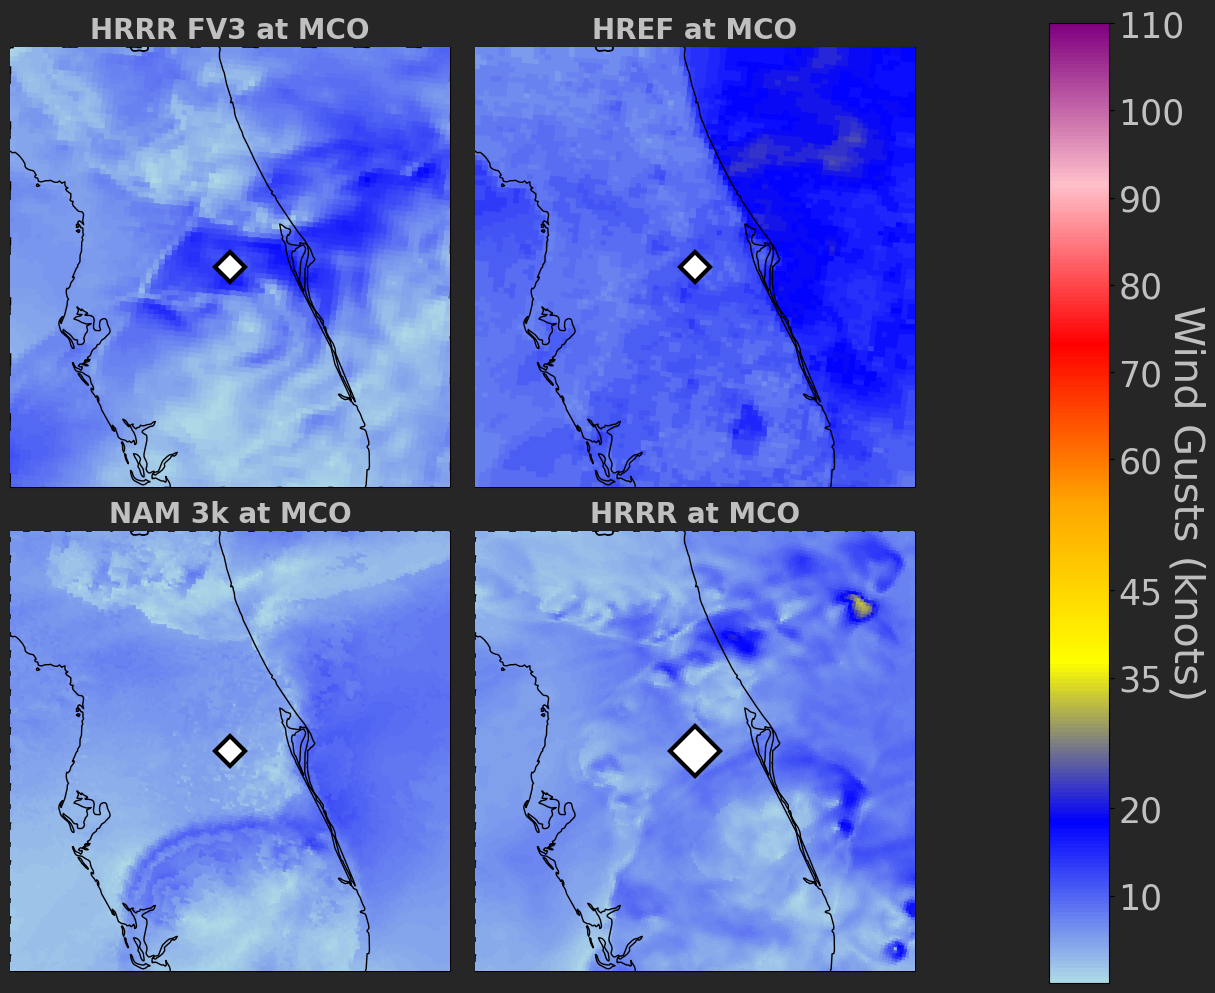 HRRR FV3 at MCO
HREF at MCO
NAM 3k at MCO
HRRR at MCO
110
100
90
80
70
60
45
35
20
10
Wind Gusts (knots)